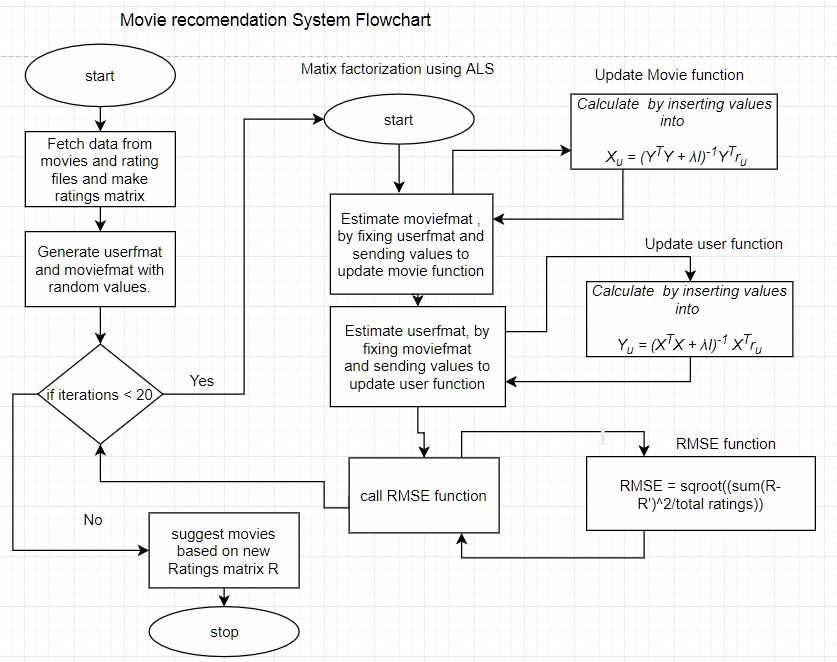 Movie recomendation System Flowchart
start
Fetch data from
movies and rating
files and make
ratings matrix
Generate userfmat
and moviefmat with
random values.
if iterations < 20
Yes
No
suggest movies
based on new
Ratings matrix R
stop
Matix factorization using ALS
start
Estimate moviefmat ,
by fixing userfmat and
sending values to
update movie function
Estimate userfmat, by
fixing moviefmat
and sending values to
update user function
call RMSE function
Update Movie function
Calculate by inserting values
into
Xᵤ = (YᵀY + λI)⁻¹Yᵀrᵤ
Update user function
Calculate by inserting values
into
Yᵤ = (XᵀX + λI)⁻¹ Xᵀrᵤ
RMSE function
RMSE = sqroot((sum(R-
R')^2/total ratings))